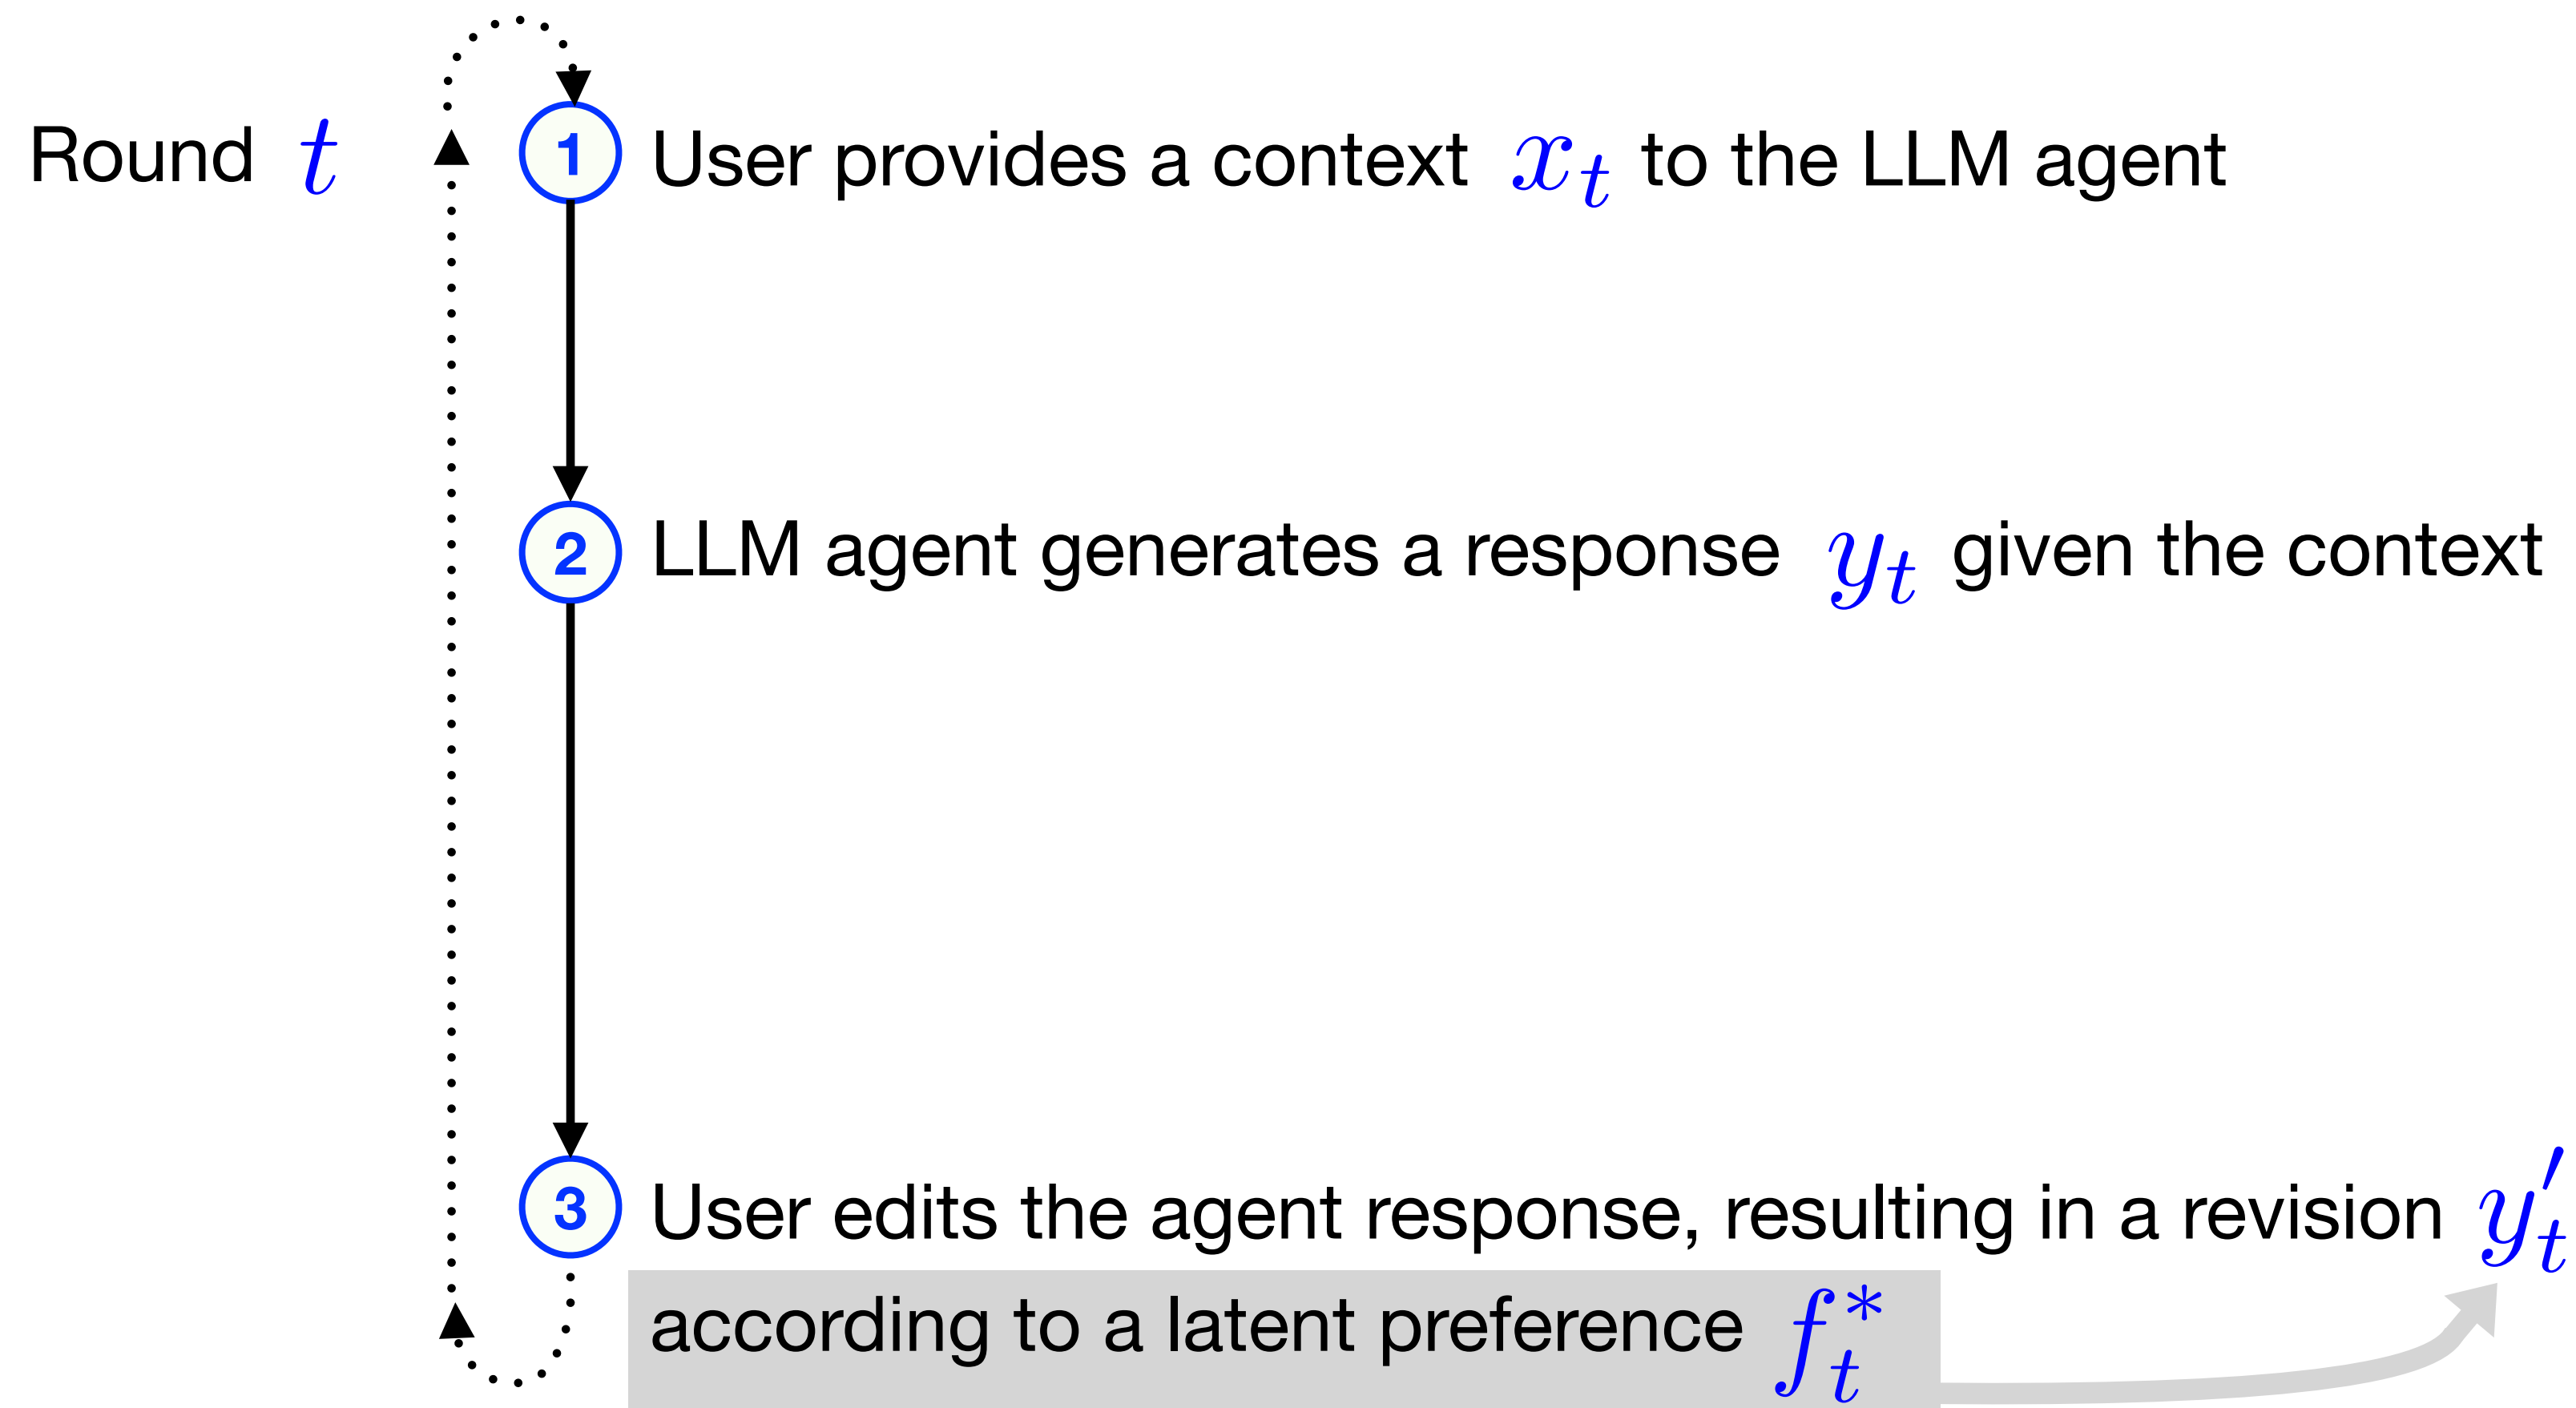 Round t
1 User provides a context x_t to the LLM agent
2 LLM agent generates a response y_t given the context
3 User edits the agent response, resulting in a revision y'_t
according to a latent preference f*_t